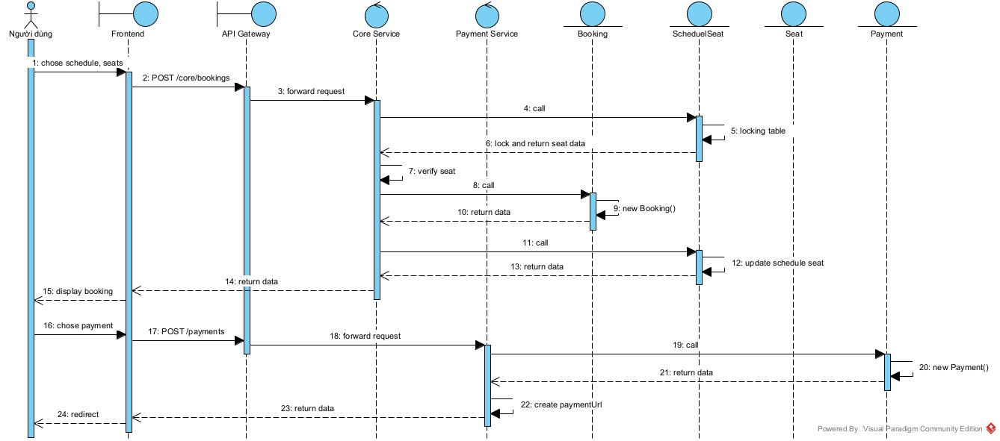 Người dùng
Frontend
API Gateway
Core Service
Payment Service
Booking
ScheduelSeat
Seat
Payment
1: chose schedule, seats
2: POST /core/bookings
3: forward request
4: call
5: locking table
6: lock and return seat data
7: verify seat
8: call
9: new Booking()
10: return data
11: call
12: update schedule seat
13: return data
14: return data
15: display booking
16: chose payment
17: POST /payments
18: forward request
19: call
20: new Payment()
21: return data
22: create paymentUrl
23: return data
24: redirect
Powered By Visual Paradigm Community Edition